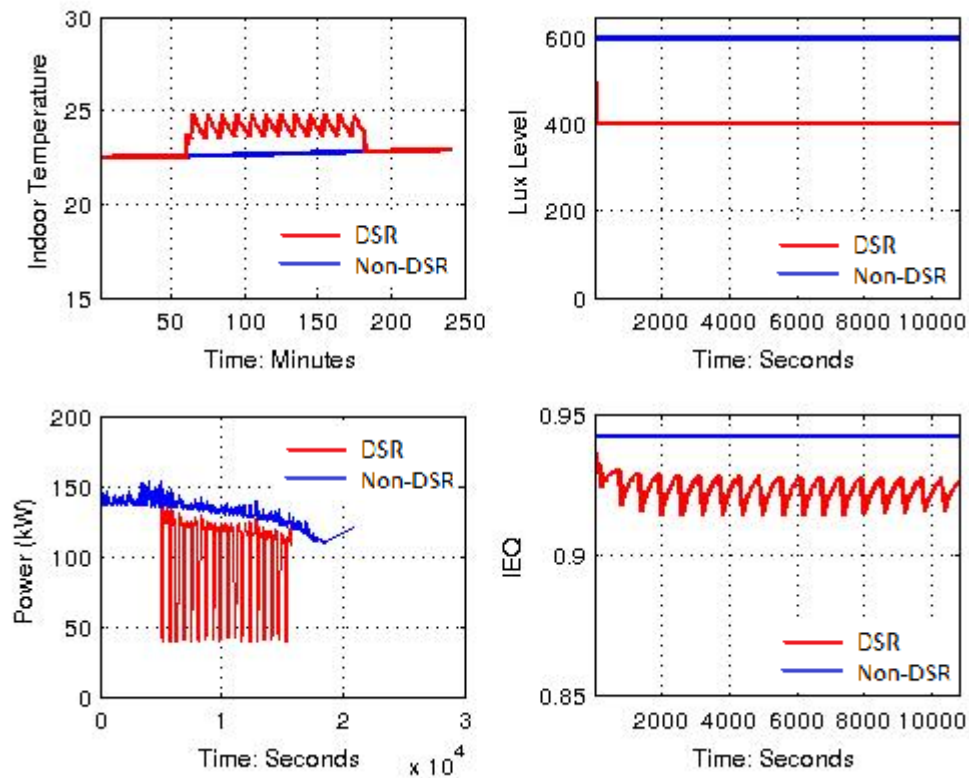 30
25
20
15
Indoor Temperature
DSR
Non-DSR
50 100 150 200 250
Time: Minutes
600
400
200
0
Lux Level
DSR
Non-DSR
2000 4000 6000 8000 10000
Time: Seconds
200
150
100
50
0
Power (kW)
DSR
Non-DSR
0 1 2 3
Time: Seconds
x 10^4
0.95
0.9
0.85
IEQ
DSR
Non-DSR
2000 4000 6000 8000 10000
Time: Seconds